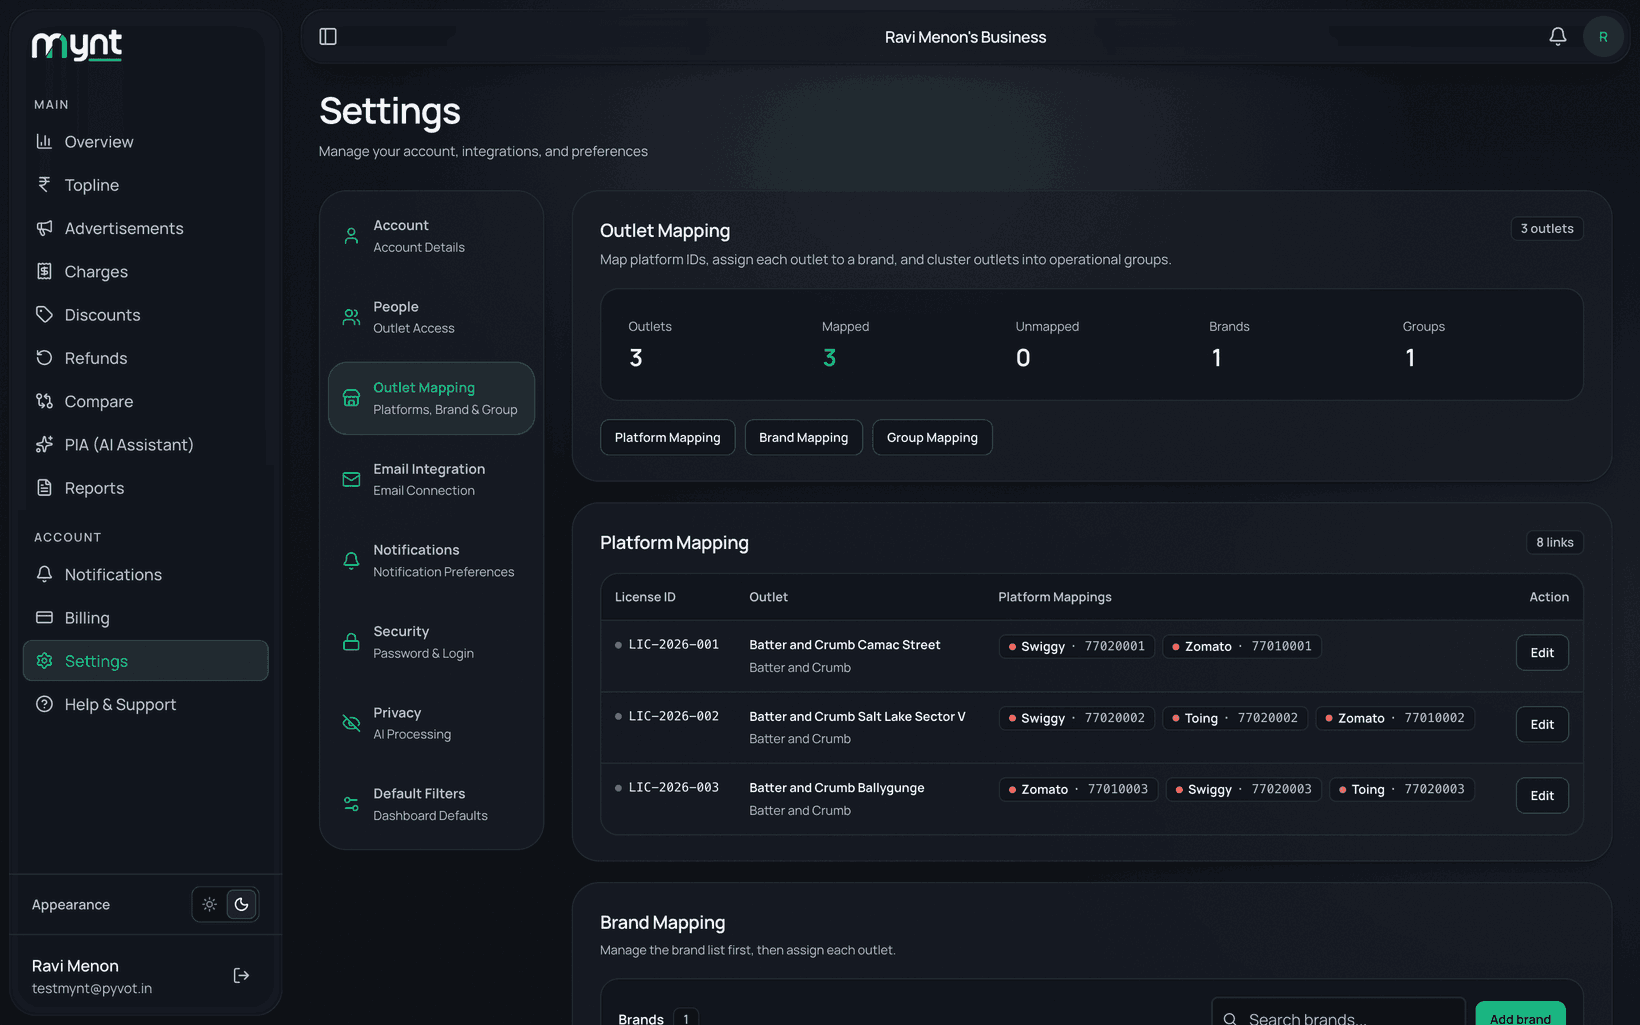 mynt
Ravi Menon's Business
R
MAIN
Overview
Topline
Advertisements
Charges
Discounts
Refunds
Compare
PIA (AI Assistant)
Reports
ACCOUNT
Notifications
Billing
Settings
Help & Support
Appearance
Ravi Menon
testmynt@pyvot.in
Settings
Manage your account, integrations, and preferences
Account
Account Details
People
Outlet Access
Outlet Mapping
Platforms, Brand & Group
Email Integration
Email Connection
Notifications
Notification Preferences
Security
Password & Login
Privacy
AI Processing
Default Filters
Dashboard Defaults
Outlet Mapping
3 outlets
Map platform IDs, assign each outlet to a brand, and cluster outlets into operational groups.
Outlets Mapped Unmapped Brands Groups
3 3 0 1 1
Platform Mapping Brand Mapping Group Mapping
Platform Mapping
8 links
License ID Outlet Platform Mappings Action
LIC-2026-001 Batter and Crumb Camac Street Swiggy · 77020001 Zomato · 77010001 Edit
Batter and Crumb
LIC-2026-002 Batter and Crumb Salt Lake Sector V Swiggy · 77020002 Toing · 77020002 Zomato · 77010002 Edit
Batter and Crumb
LIC-2026-003 Batter and Crumb Ballygunge Zomato · 77010003 Swiggy · 77020003 Toing · 77020003 Edit
Batter and Crumb
Brand Mapping
Manage the brand list first, then assign each outlet.
Brands 1 Search brands... Add brand